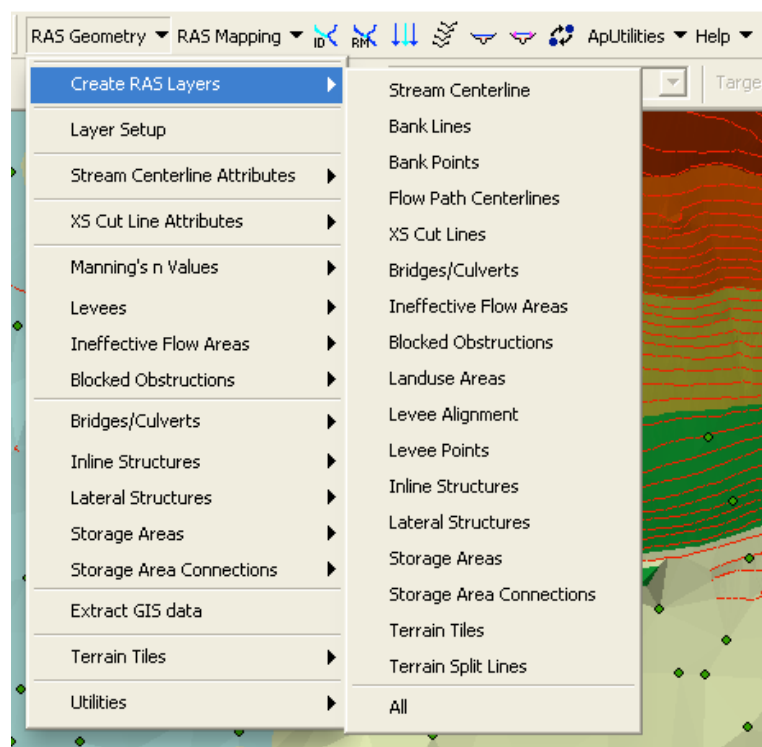 RAS Geometry RAS Mapping ID RM ApUtilities Help
Targe
Create RAS Layers
Layer Setup
Stream Centerline Attributes
XS Cut Line Attributes
Manning's n Values
Levees
Ineffective Flow Areas
Blocked Obstructions
Bridges/Culverts
Inline Structures
Lateral Structures
Storage Areas
Storage Area Connections
Extract GIS data
Terrain Tiles
Utilities
Stream Centerline
Bank Lines
Bank Points
Flow Path Centerlines
XS Cut Lines
Bridges/Culverts
Ineffective Flow Areas
Blocked Obstructions
Landuse Areas
Levee Alignment
Levee Points
Inline Structures
Lateral Structures
Storage Areas
Storage Area Connections
Terrain Tiles
Terrain Split Lines
All